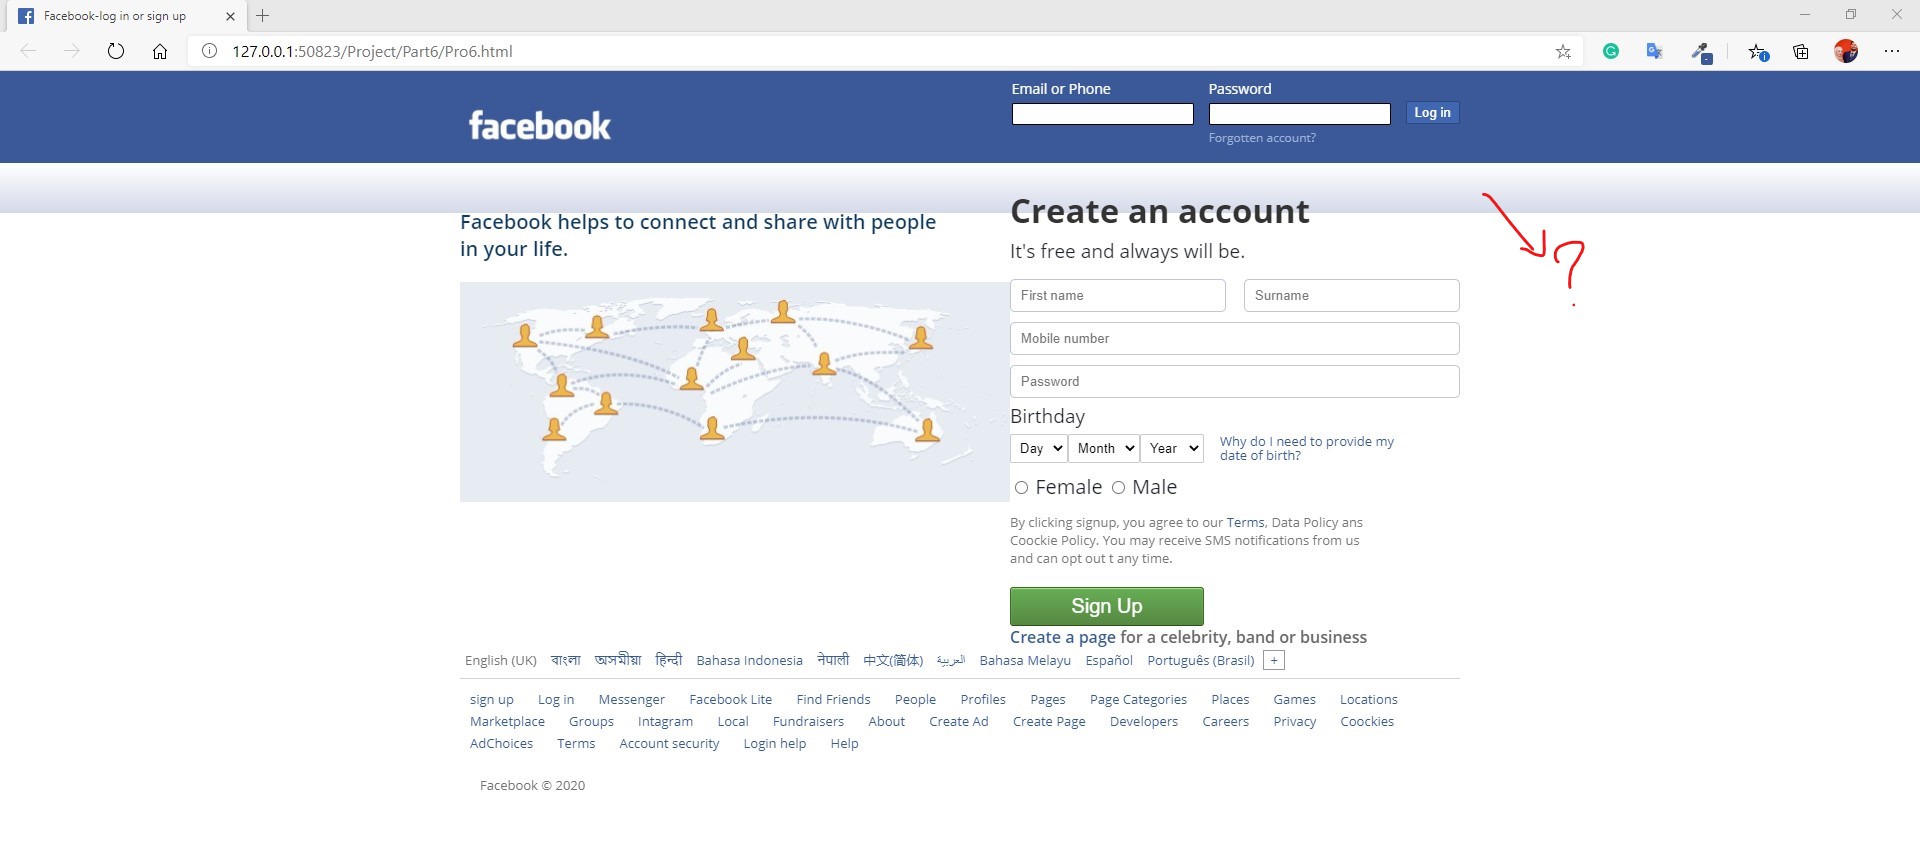 Facebook-log in or sign up
127.0.0.1:50823/Project/Part6/Pro6.html
Email or Phone Password
facebook Log in
Forgotten account?
Facebook helps to connect and share with people
in your life.
Create an account
It's free and always will be.
?
First name Surname
Mobile number
Password
Birthday
Day Month Year Why do I need to provide my
date of birth?
Female Male
By clicking signup, you agree to our Terms, Data Policy ans
Coockie Policy. You may receive SMS notifications from us
and can opt out t any time.
Sign Up
Create a page for a celebrity, band or business
English (UK) বাংলা অসমীয়া हिन्दी Bahasa Indonesia नेपाली 中文(简体) العربية Bahasa Melayu Español Português (Brasil) +
sign up Log in Messenger Facebook Lite Find Friends People Profiles Pages Page Categories Places Games Locations
Marketplace Groups Intagram Local Fundraisers About Create Ad Create Page Developers Careers Privacy Coockies
AdChoices Terms Account security Login help Help
Facebook © 2020